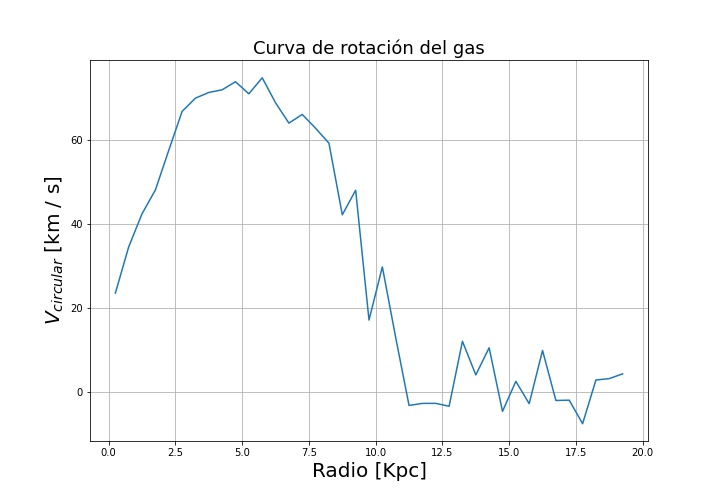 Curva de rotación del gas
V_circular [km / s]
60
40
20
0
0.0 2.5 5.0 7.5 10.0 12.5 15.0 17.5 20.0
Radio [Kpc]